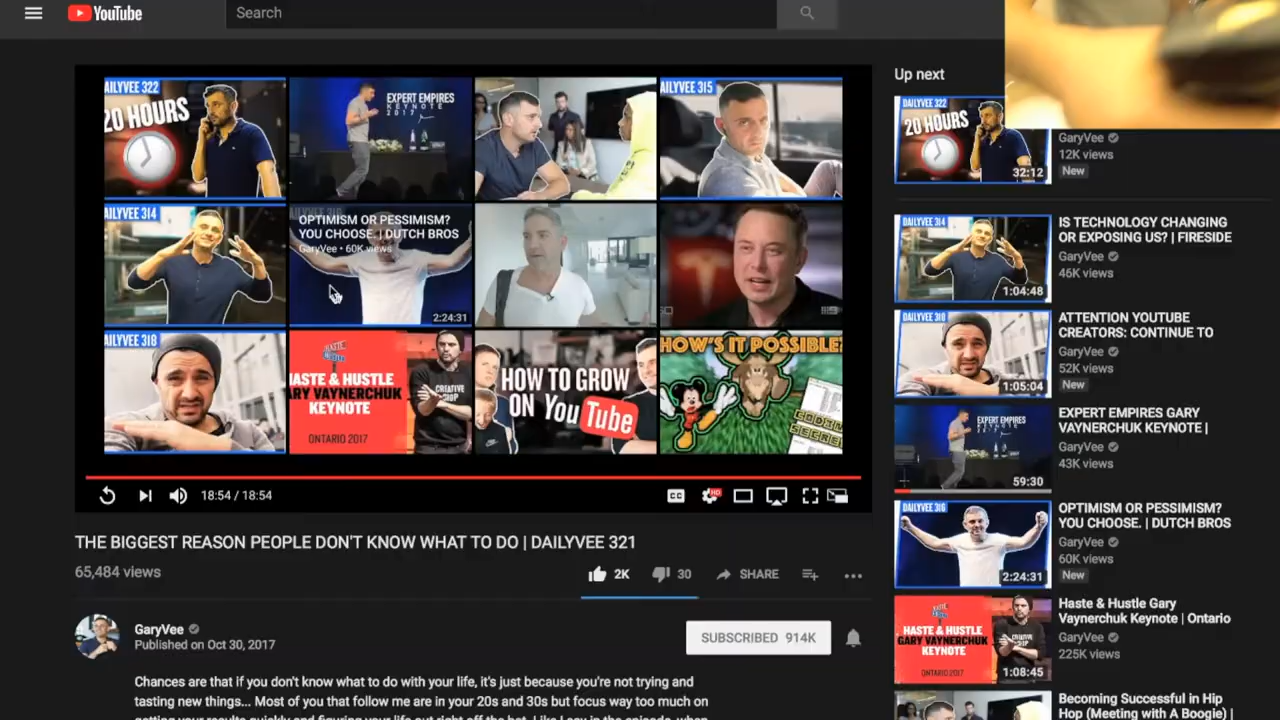 YouTube
Search
AILYVEE 322
20 HOURS
EXPERT EMPIRES
KEYNOTE
2017
AILYVEE 315
AILYVEE 314
OPTIMISM OR PESSIMISM?
YOU CHOOSE. | DUTCH BROS
GaryVee • 60K views
2:24:31
AILYVEE 318
HASTE
& HUSTLE
GARY VAYNERCHUK
KEYNOTE
ONTARIO 2017
CREATIVE
HOW TO GROW
ON YouTube
HOW'S IT POSSIBLE?
18:54 / 18:54
CC
HD
THE BIGGEST REASON PEOPLE DON'T KNOW WHAT TO DO | DAILYVEE 321
65,484 views
2K
30
SHARE
GaryVee
Published on Oct 30, 2017
SUBSCRIBED 914K
Chances are that if you don't know what to do with your life, it's just because you're not trying and
tasting new things... Most of you that follow me are in your 20s and 30s but focus way too much on
Up next
DAILYVEE 322
20 HOURS
32:12
GaryVee
12K views
New
DAILYVEE 314
1:04:48
IS TECHNOLOGY CHANGING
OR EXPOSING US? | FIRESIDE
GaryVee
46K views
DAILYVEE 318
1:05:04
ATTENTION YOUTUBE
CREATORS: CONTINUE TO
GaryVee
52K views
New
EXPERT EMPIRES
KEYNOTE
59:30
EXPERT EMPIRES GARY
VAYNERCHUK KEYNOTE |
GaryVee
43K views
DAILYVEE 316
2:24:31
OPTIMISM OR PESSIMISM?
YOU CHOOSE. | DUTCH BROS
GaryVee
60K views
New
HASTE & HUSTLE
GARY VAYNERCHUK
KEYNOTE
ONTARIO 2017
1:08:45
Haste & Hustle Gary
Vaynerchuk Keynote | Ontario
GaryVee
225K views
Becoming Successful in Hip
Hop (Meeting with A Boogie) |